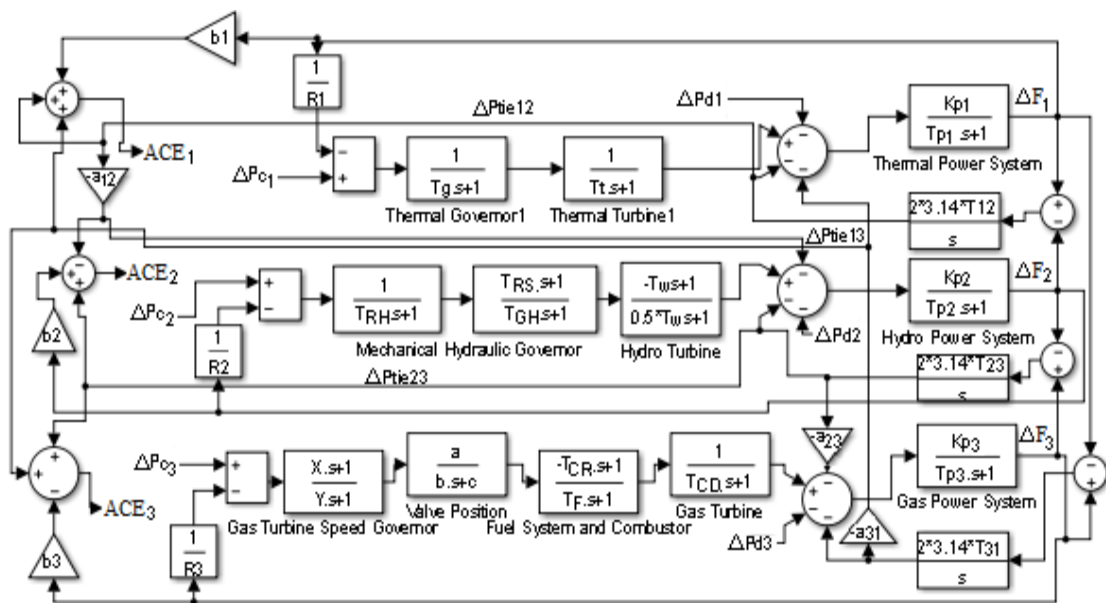 b1
1
R1
ΔPtie12
ΔPd1
Kp1
Tp1 .s+1
ΔF1
Thermal Power System
ACE1
-a12
ΔPc1
1
Tg.s+1
Thermal Governor1
1
Tt.s+1
Thermal Turbine1
2*3.14*T12
s
ΔPtie13
ACE2
ΔPc2
1
TRH.s+1
TRS.s+1
TGH.s+1
Mechanical Hydraulic Governor
-Tws+1
0.5*Tws+1
Hydro Turbine
ΔPd2
Kp2
Tp2 .s+1
ΔF2
Hydro Power System
b2
1
R2
ΔPtie23
2*3.14*T23
s
-a23
ΔPc3
X.s+1
Y.s+1
Gas Turbine Speed Governor
a
b.s+c
Valve Position
-TCR.s+1
TF.s+1
Fuel System and Combustor
1
TCD.s+1
Gas Turbine
Kp3
Tp3.s+1
ΔF3
Gas Power System
ACE3
ΔPd3
-a31
b3
1
R3
2*3.14*T31
s